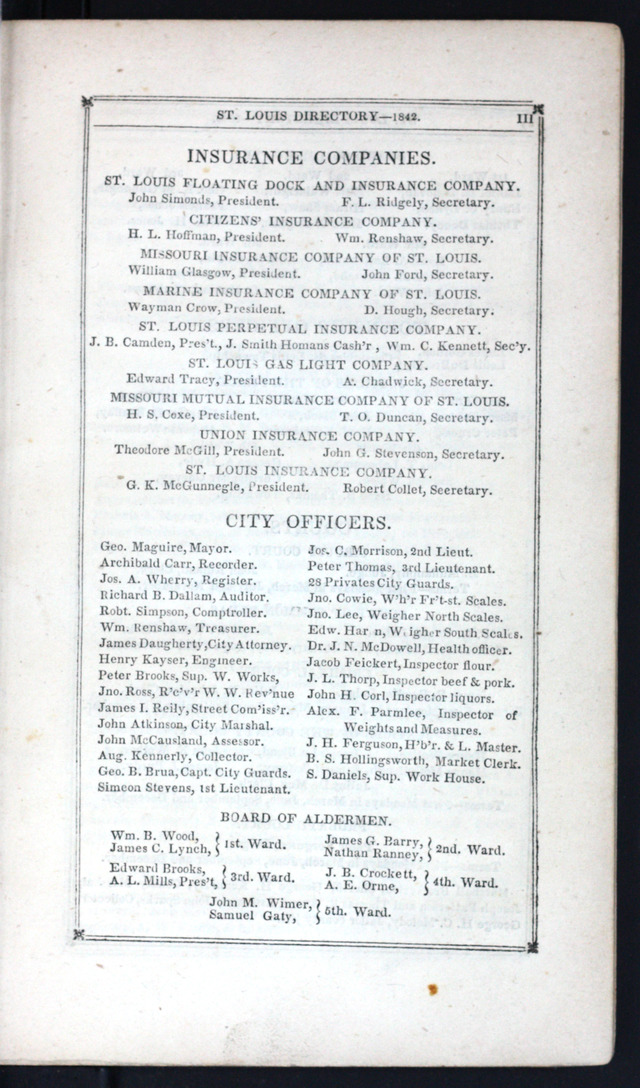 ST. LOUIS DIRECTORY—1842. III
INSURANCE COMPANIES.
ST. LOUIS FLOATING DOCK AND INSURANCE COMPANY.
John Simonds, President. F. L. Ridgely, Secretary.
CITIZENS' INSURANCE COMPANY.
H. L. Hoffman, President. Wm. Renshaw, Secretary.
MISSOURI INSURANCE COMPANY OF ST. LOUIS.
William Glasgow, President. John Ford, Secretary.
MARINE INSURANCE COMPANY OF ST. LOUIS.
Wayman Crow, President. D. Hough, Secretary.
ST. LOUIS PERPETUAL INSURANCE COMPANY.
J. B. Camden, Pres't., J. Smith Homans Cash'r , Wm. C. Kennett, Sec'y.
ST. LOUIS GAS LIGHT COMPANY.
Edward Tracy, President. A. Chadwick, Secretary.
MISSOURI MUTUAL INSURANCE COMPANY OF ST. LOUIS.
H. S. Coxe, President. T. O. Duncan, Secretary.
UNION INSURANCE COMPANY.
Theodore McGill, President. John G. Stevenson, Secretary.
ST. LOUIS INSURANCE COMPANY.
G. K. McGunnegle, President. Robert Collet, Secretary.
CITY OFFICERS.
Geo. Maguire, Mayor.
Archibald Carr, Recorder.
Jos. A. Wherry, Register.
Richard B. Dallam, Auditor.
Robt. Simpson, Comptroller.
Wm. Renshaw, Treasurer.
James Daugherty, City Attorney.
Henry Kayser, Engineer.
Peter Brooks, Sup. W. Works,
Jno. Ross, R'c'v'r W. W. Rev'nue
James I. Reily, Street Com'iss'r.
John Atkinson, City Marshal.
John McCausland, Assessor.
Aug. Kennerly, Collector.
Geo. B. Brua, Capt. City Guards.
Simeon Stevens, 1st Lieutenant.
Jos. C. Morrison, 2nd Lieut.
Peter Thomas, 3rd Lieutenant.
28 Privates City Guards.
Jno. Cowie, W'h'r Fr't-st. Scales.
Jno. Lee, Weigher North Scales.
Edw. Weigher South Scales.
Dr. J. N. McDowell, Health officer.
Jacob Feickert, Inspector flour.
J. L. Thorp, Inspector beef & pork.
John H. Corl, Inspector liquors.
Alex. F. Parmlee, Inspector of
Weights and Measures.
J. H. Ferguson, H'b'r. & L. Master.
B. S. Hollingsworth, Market Clerk.
S. Daniels, Sup. Work House.
BOARD OF ALDERMEN.
Wm. B. Wood,
James C. Lynch, } 1st. Ward.
James G. Barry,
Nathan Ranney, } 2nd. Ward.
Edward Brooks,
A. L. Mills, Pres't, } 3rd. Ward.
J. B. Crockett,
A. E. Orme, } 4th. Ward.
John M. Wimer,
Samuel Gaty, } 5th. Ward.